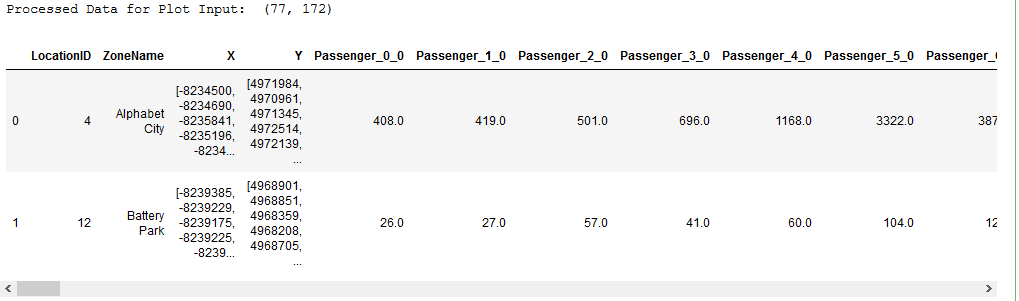 Processed Data for Plot Input: (77, 172)
LocationID ZoneName X Y Passenger_0_0 Passenger_1_0 Passenger_2_0 Passenger_3_0 Passenger_4_0 Passenger_5_0 Passenger_
0 4 Alphabet City [-8234500, -8234690, -8235841, -8235196, -8234... [4971984, 4970961, 4971345, 4972514, 4972139, ... 408.0 419.0 501.0 696.0 1168.0 3322.0 387
1 12 Battery Park [-8239385, -8239229, -8239175, -8239225, -8239... [4968901, 4968851, 4968359, 4968208, 4968705, ... 26.0 27.0 57.0 41.0 60.0 104.0 12